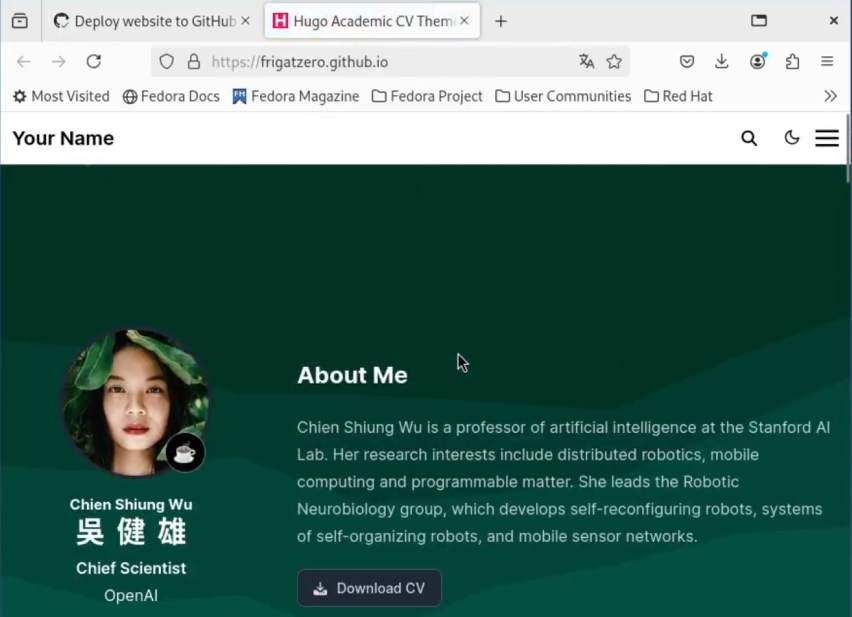 Deploy website to GitHub
Hugo Academic CV Theme
https://frigatzero.github.io
Most Visited
Fedora Docs
FM
Fedora Magazine
Fedora Project
User Communities
Red Hat
Your Name
About Me
Chien Shiung Wu is a professor of artificial intelligence at the Stanford AI
Lab. Her research interests include distributed robotics, mobile
computing and programmable matter. She leads the Robotic
Neurobiology group, which develops self-reconfiguring robots, systems
of self-organizing robots, and mobile sensor networks.
Download CV
Chien Shiung Wu
吳健雄
Chief Scientist
OpenAI